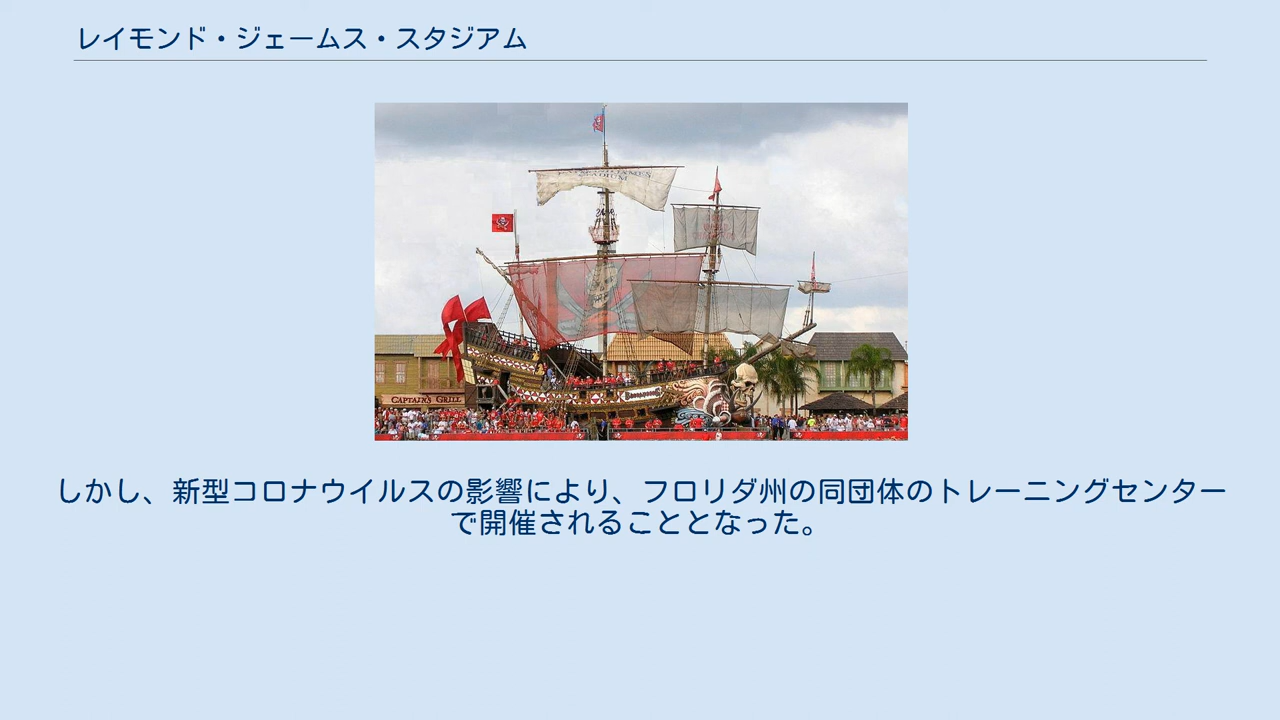 レイモンド・ジェームス・スタジアム
CAPTAIN'S GRILL
しかし、新型コロナウイルスの影響により、フロリダ州の同団体のトレーニングセンター
で開催されることとなった。